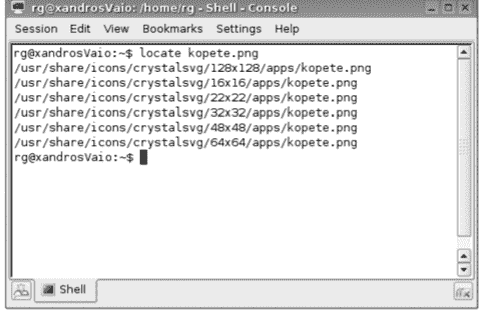 rg@xandrosVaio: /home/rg - Shell - Console
Session Edit View Bookmarks Settings Help
rg@xandrosVaio:~$ locate kopete.png
/usr/share/icons/crystalsvg/128x128/apps/kopete.png
/usr/share/icons/crystalsvg/16x16/apps/kopete.png
/usr/share/icons/crystalsvg/22x22/apps/kopete.png
/usr/share/icons/crystalsvg/32x32/apps/kopete.png
/usr/share/icons/crystalsvg/48x48/apps/kopete.png
/usr/share/icons/crystalsvg/64x64/apps/kopete.png
rg@xandrosVaio:~$
Shell